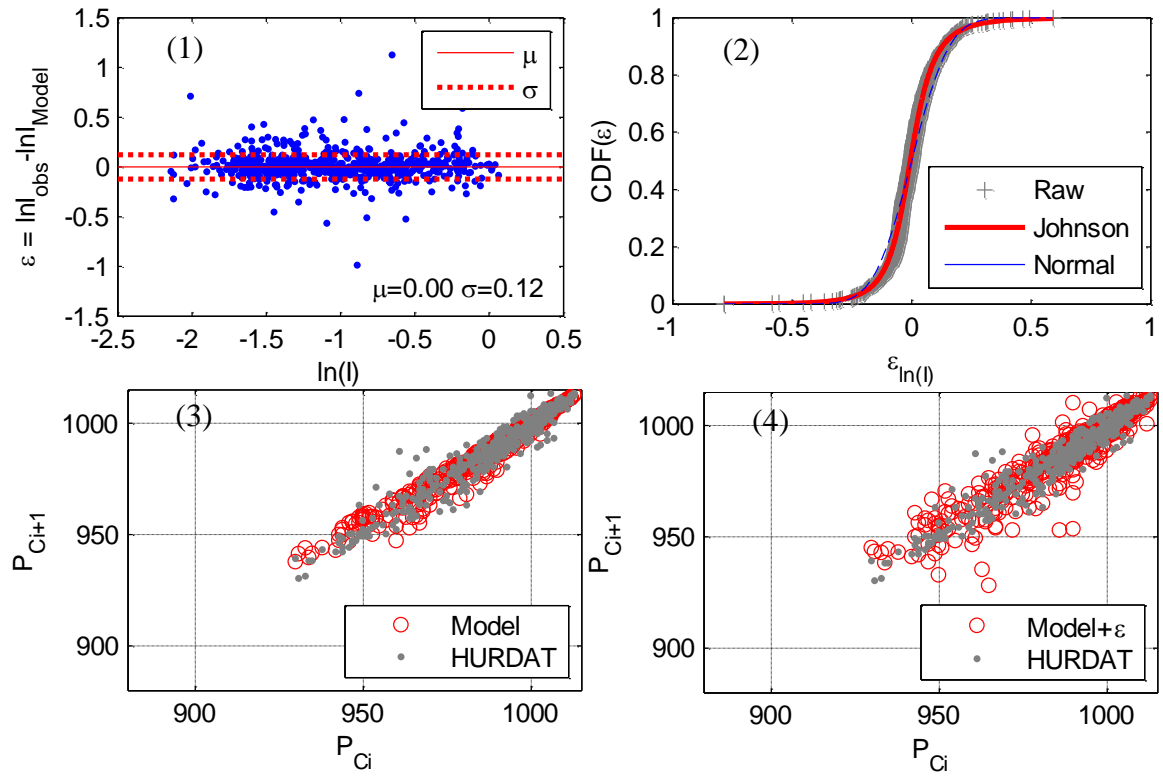 (1)
μ
σ
1.5
1
0.5
0
-0.5
-1
-1.5
ε = lnI_obs -lnI_Model
μ=0.00 σ=0.12
-2.5 -2 -1.5 -1 -0.5 0 0.5
ln(I)
(2)
1
0.8
0.6
0.4
0.2
0
CDF(ε)
Raw
Johnson
Normal
-1 -0.5 0 0.5 1
ε_ln(I)
(3)
1000
950
900
P_Ci+1
Model
HURDAT
900 950 1000
P_Ci
(4)
1000
950
900
P_Ci+1
Model+ε
HURDAT
900 950 1000
P_Ci